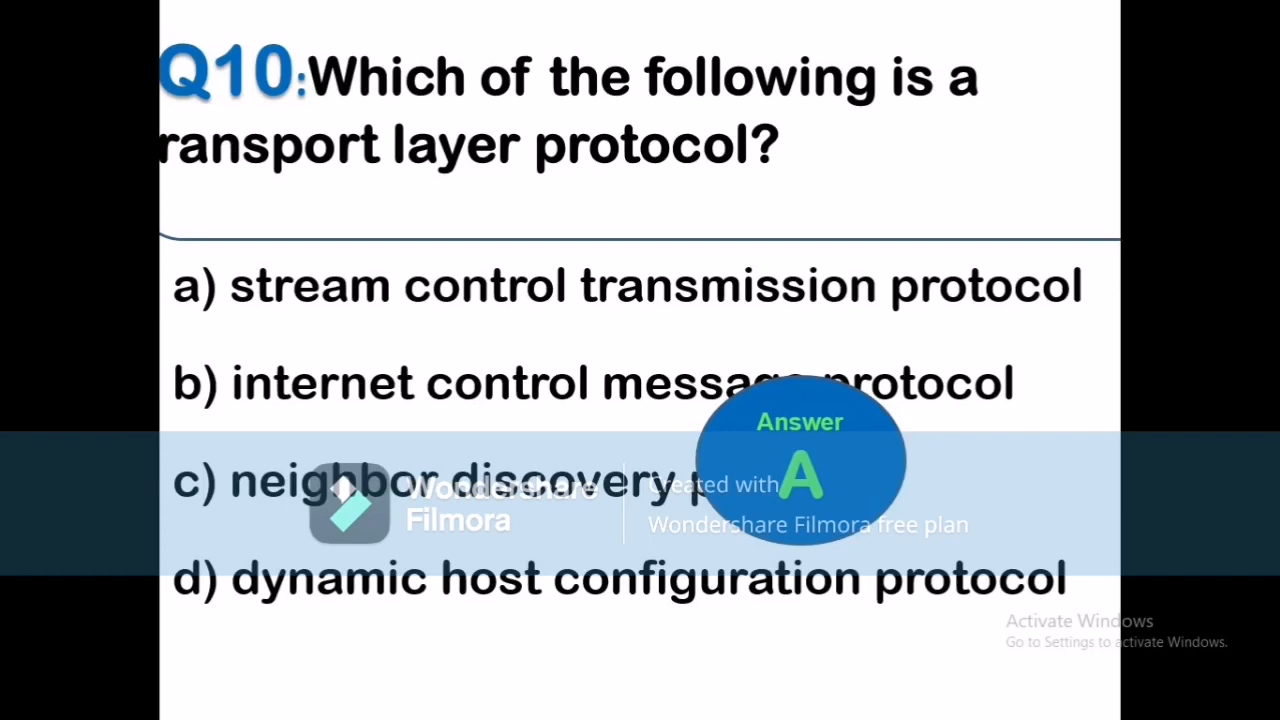 Q10:Which of the following is a
ransport layer protocol?
a) stream control transmission protocol
b) internet control message protocol
Answer
A
c) neighbor discovery
Wondershare
Filmora
Created with
Wondershare Filmora free plan
d) dynamic host configuration protocol
Activate Windows
Go to Settings to activate Windows.